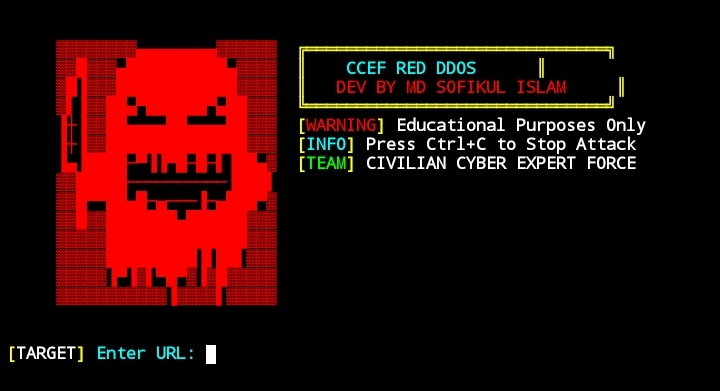 CCEF RED DDOS
DEV BY MD SOFIKUL ISLAM
[WARNING] Educational Purposes Only
[INFO] Press Ctrl+C to Stop Attack
[TEAM] CIVILIAN CYBER EXPERT FORCE
[TARGET] Enter URL: